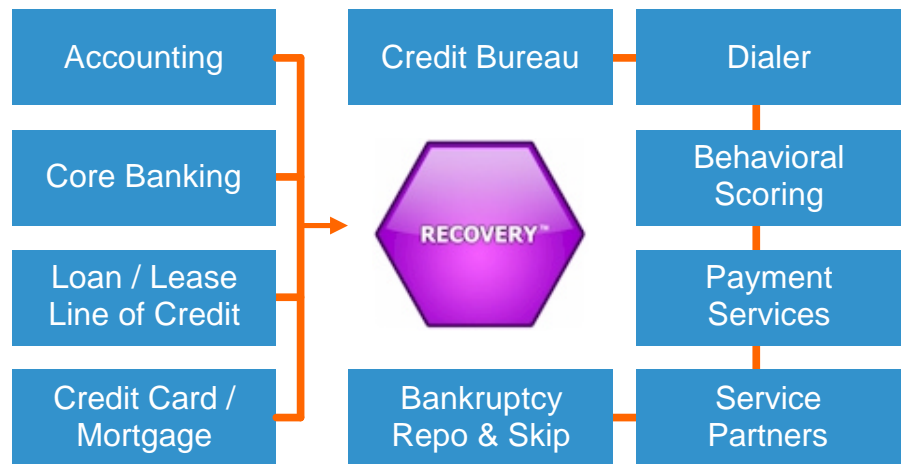 Accounting
Credit Bureau
Dialer
Core Banking
Behavioral
Scoring
RECOVERY™
Loan / Lease
Line of Credit
Payment
Services
Credit Card /
Mortgage
Bankruptcy
Repo & Skip
Service
Partners